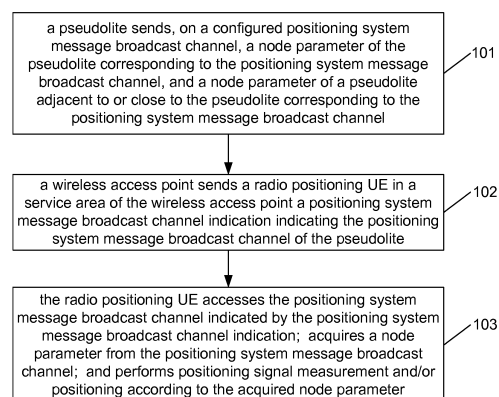 a pseudolite sends, on a configured positioning system
message broadcast channel, a node parameter of the
pseudolite corresponding to the positioning system message
broadcast channel, and a node parameter of a pseudolite
adjacent to or close to the pseudolite corresponding to the
positioning system message broadcast channel
101
a wireless access point sends a radio positioning UE in a
service area of the wireless access point a positioning system
message broadcast channel indication indicating the positioning
system message broadcast channel of the pseudolite
102
the radio positioning UE accesses the positioning system
message broadcast channel indicated by the positioning system
message broadcast channel indication; acquires a node
parameter from the positioning system message broadcast
channel; and performs positioning signal measurement and/or
positioning according to the acquired node parameter
103